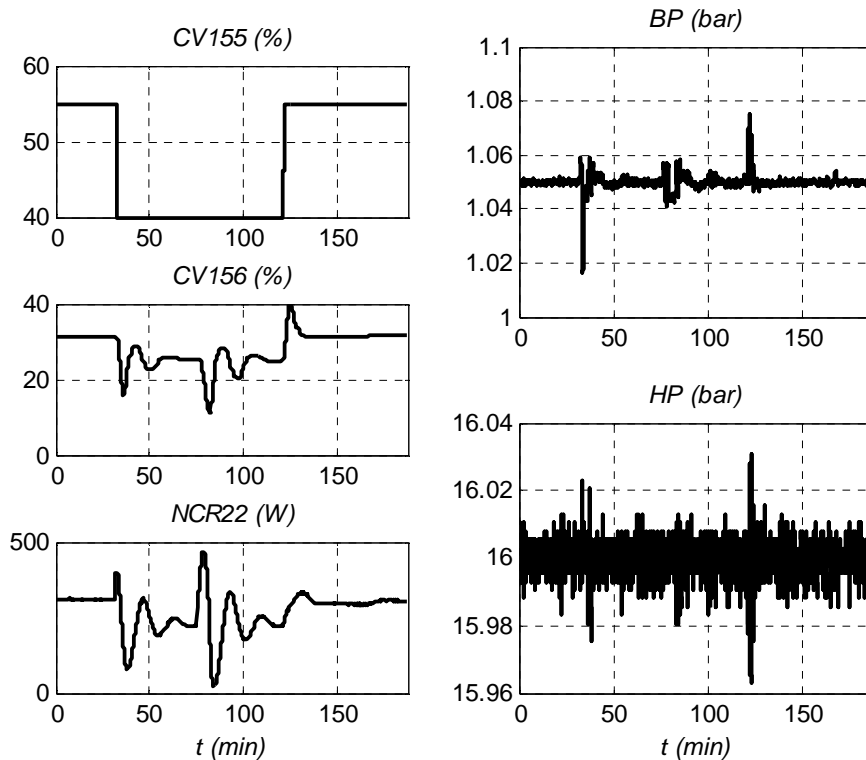 CV155 (%)
60
50
40
0 50 100 150
CV156 (%)
40
20
0
0 50 100 150
NCR22 (W)
500
0
0 50 100 150
t (min)
BP (bar)
1.1
1.08
1.06
1.04
1.02
1
0 50 100 150
HP (bar)
16.04
16.02
16
15.98
15.96
0 50 100 150
t (min)